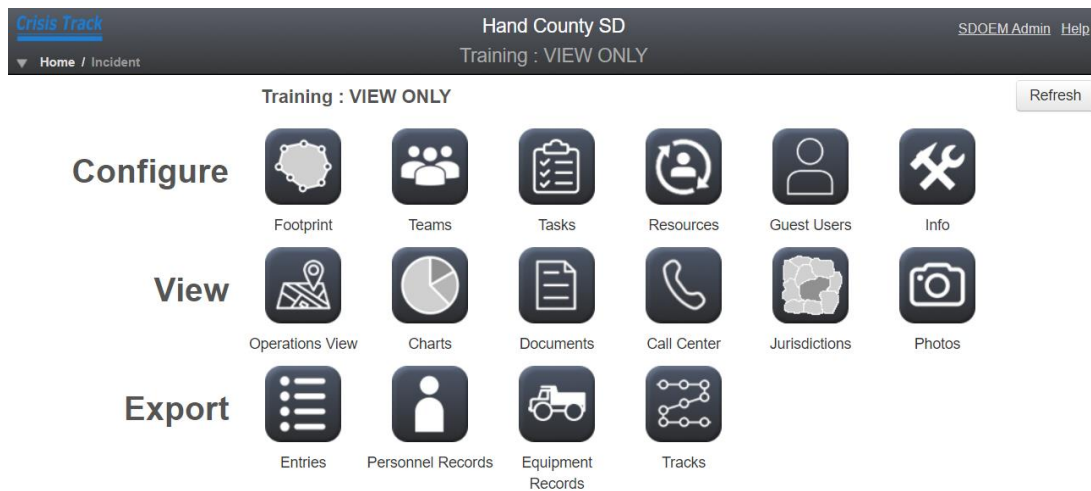 Crisis Track
Hand County SD
SDOEM Admin Help
Home / Incident
Training : VIEW ONLY
Training : VIEW ONLY
Refresh
Configure
Footprint
Teams
Tasks
Resources
Guest Users
Info
View
Operations View
Charts
Documents
Call Center
Jurisdictions
Photos
Export
Entries
Personnel Records
Equipment
Records
Tracks